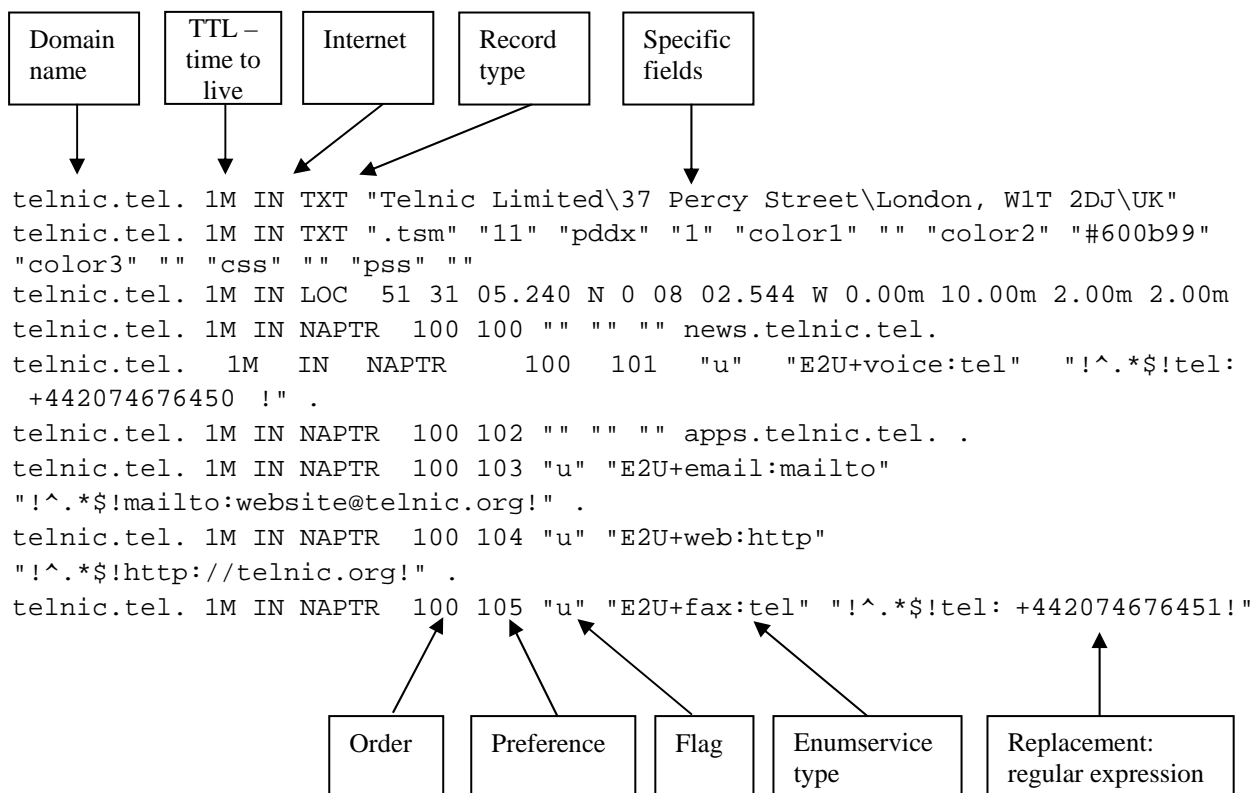 Domain
name
TTL –
time to
live
Internet
Record
type
Specific
fields
telnic.tel. 1M IN TXT "Telnic Limited\37 Percy Street\London, W1T 2DJ\UK"
telnic.tel. 1M IN TXT ".tsm" "11" "pddx" "1" "color1" "" "color2" "#600b99"
"color3" "" "css" "" "pss" ""
telnic.tel. 1M IN LOC 51 31 05.240 N 0 08 02.544 W 0.00m 10.00m 2.00m 2.00m
telnic.tel. 1M IN NAPTR 100 100 "" "" "" news.telnic.tel.
telnic.tel. 1M IN NAPTR 100 101 "u" "E2U+voice:tel" "!^.*$!tel:
+442074676450 !" .
telnic.tel. 1M IN NAPTR 100 102 "" "" "" apps.telnic.tel. .
telnic.tel. 1M IN NAPTR 100 103 "u" "E2U+email:mailto"
"!^.*$!mailto:website@telnic.org!" .
telnic.tel. 1M IN NAPTR 100 104 "u" "E2U+web:http"
"!^.*$!http://telnic.org!" .
telnic.tel. 1M IN NAPTR 100 105 "u" "E2U+fax:tel" "!^.*$!tel: +442074676451!"
Order
Preference
Flag
Enumservice
type
Replacement:
regular expression